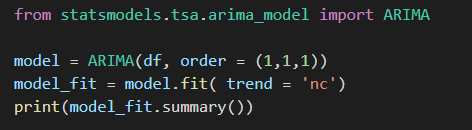 from statsmodels.tsa.arima_model import ARIMA
model = ARIMA(df, order = (1,1,1))
model_fit = model.fit( trend = 'nc')
print(model_fit.summary())